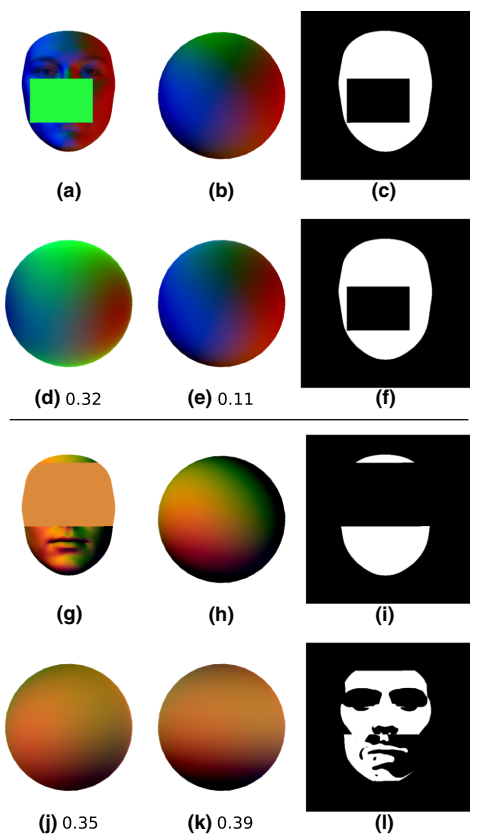 (a) (b) (c)
(d) 0.32 (e) 0.11 (f)
(g) (h) (i)
(j) 0.35 (k) 0.39 (l)